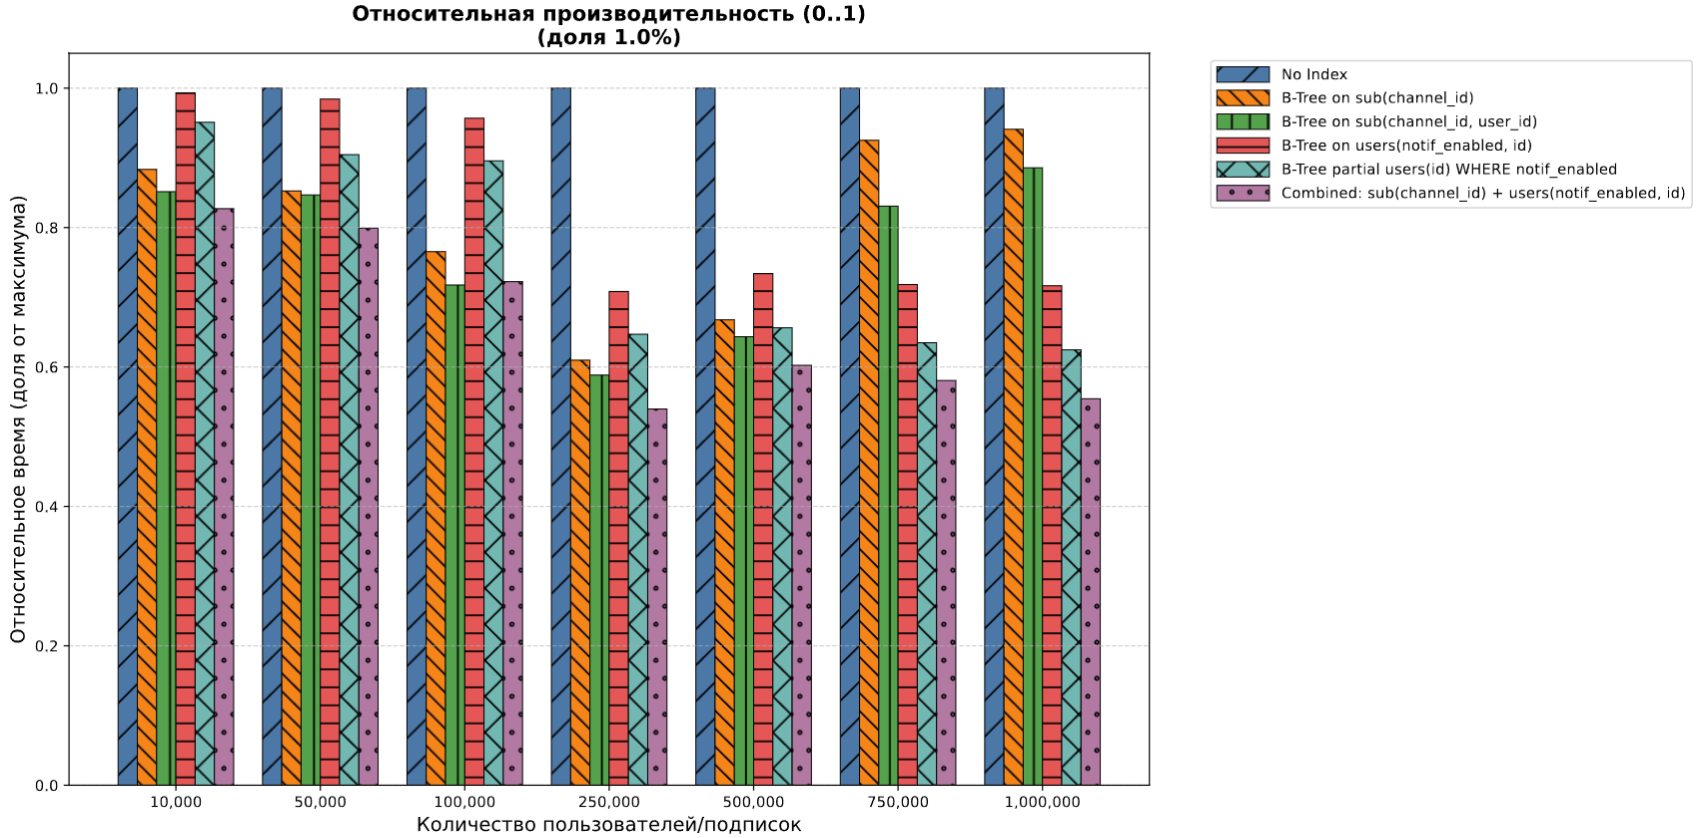 Относительная производительность (0..1)
(доля 1.0%)
Относительное время (доля от максимума)
1.0
0.8
0.6
0.4
0.2
0.0
10,000
50,000
100,000
250,000
500,000
750,000
1,000,000
Количество пользователей/подписок
No Index
B-Tree on sub(channel_id)
B-Tree on sub(channel_id, user_id)
B-Tree on users(notif_enabled, id)
B-Tree partial users(id) WHERE notif_enabled
Combined: sub(channel_id) + users(notif_enabled, id)